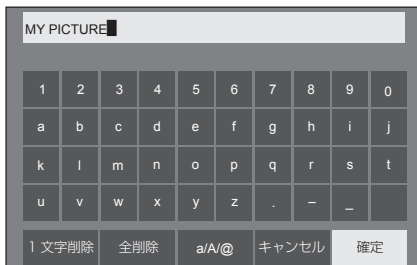 MY PICTURE
1 2 3 4 5 6 7 8 9 0
a b c d e f g h i j
k l m n o p q r s t
u v w x y z . – _
1 文字削除 全削除 a/A/@ キャンセル 確定